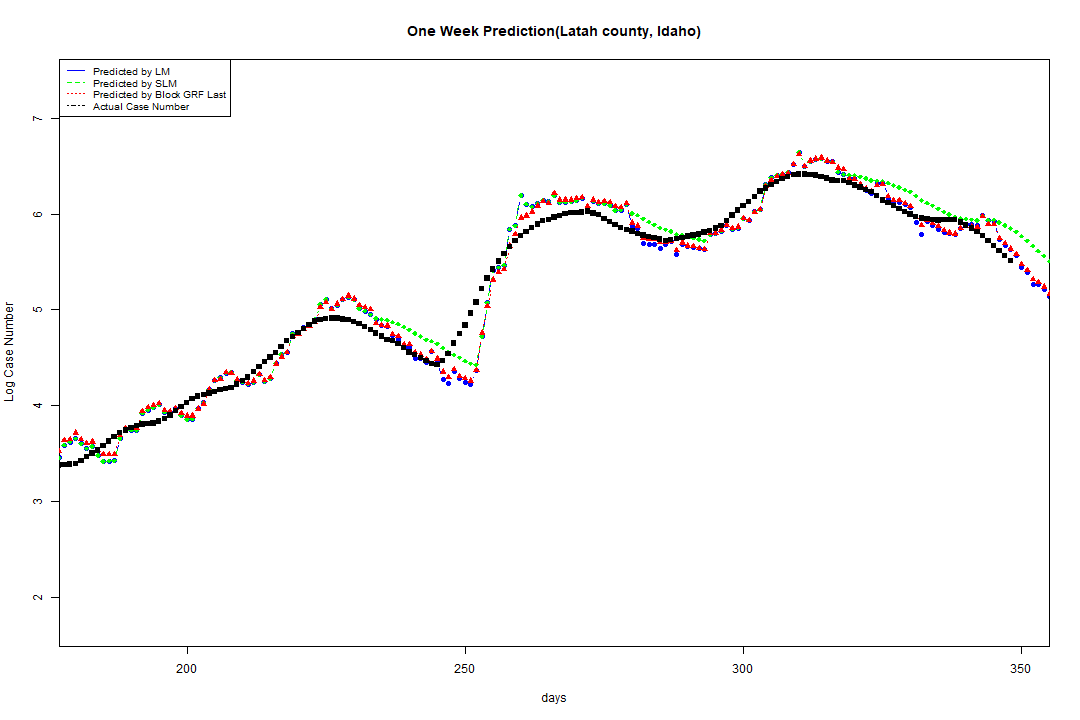 One Week Prediction(Latah county, Idaho)
Predicted by LM
Predicted by SLM
Predicted by Block GRF Last
Actual Case Number
7
6
5
4
3
2
Log Case Number
200 250 300 350
days